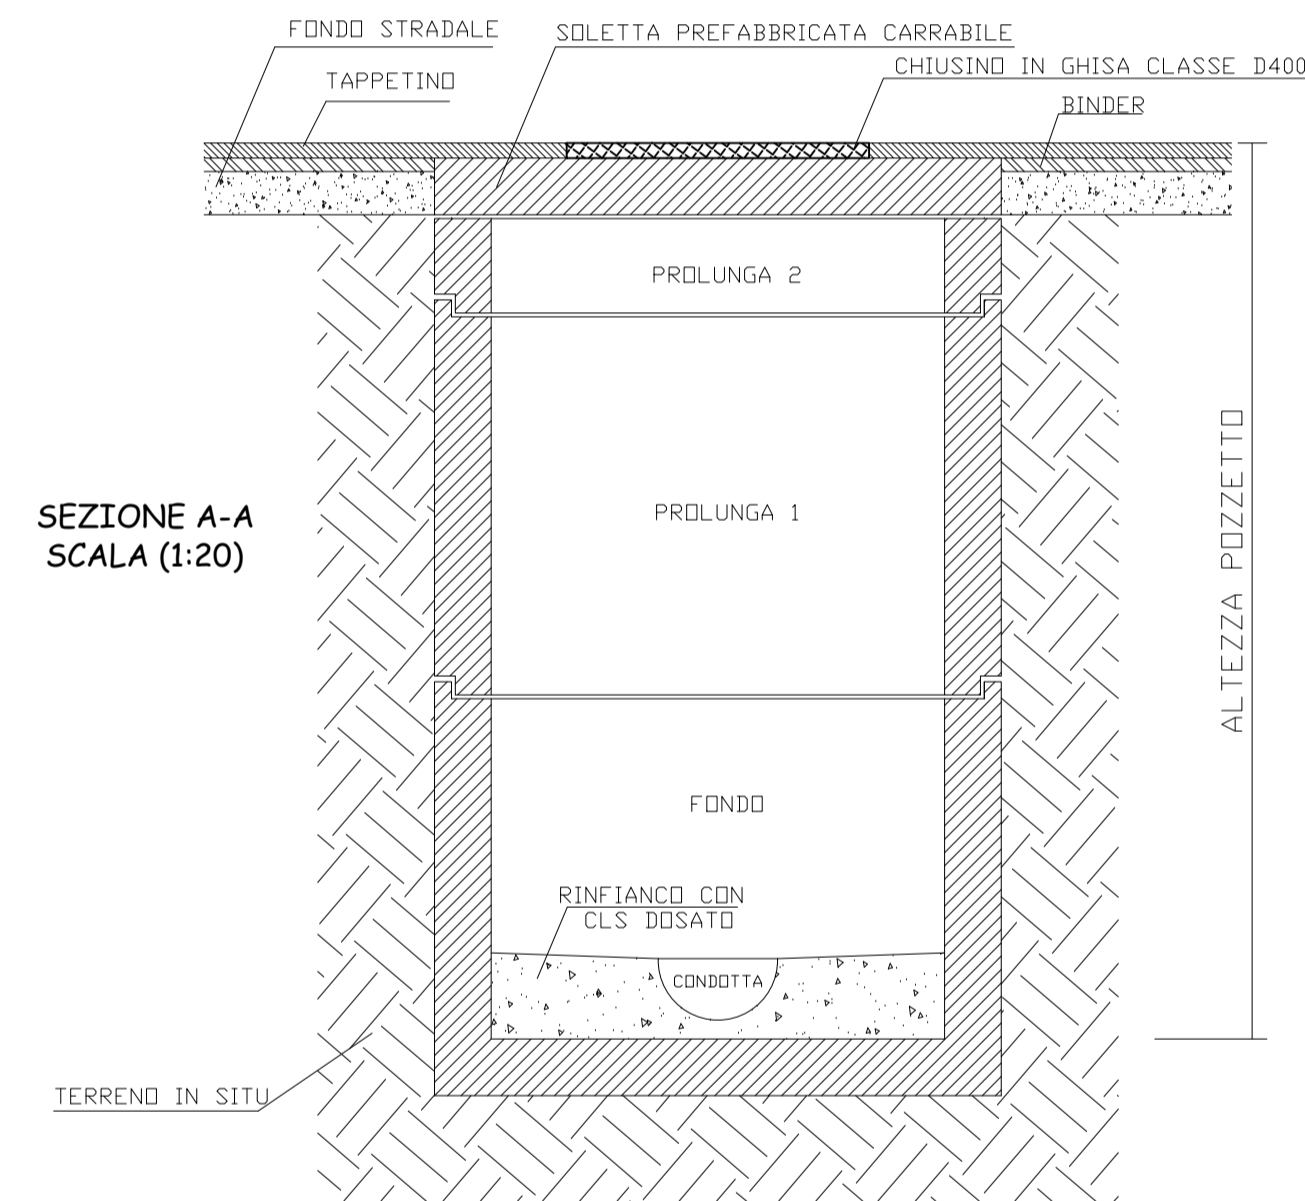 FONDO STRADALE
SOLETTA PREFABBRICATA CARRABILE
CHIUSINO IN GHISA CLASSE D400
TAPPETINO
BINDER
PROLUNGA 2
PROLUNGA 1
SEZIONE A-A
SCALA (1:20)
ALTEZZA POZZETTO
FONDO
RINFIANCO CON
CLS DOSATO
CONDOTTA
TERRENO IN SITU